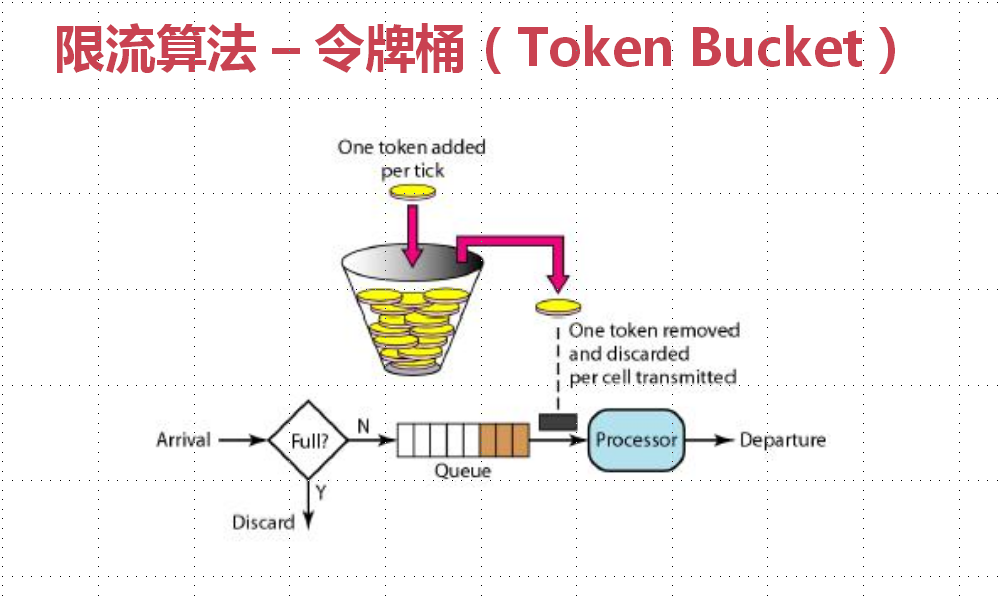 限流算法 – 令牌桶（Token Bucket）
One token added
per tick
One token removed
and discarded
per cell transmitted
Arrival
Full?
N
Queue
Processor
Departure
Y
Discard